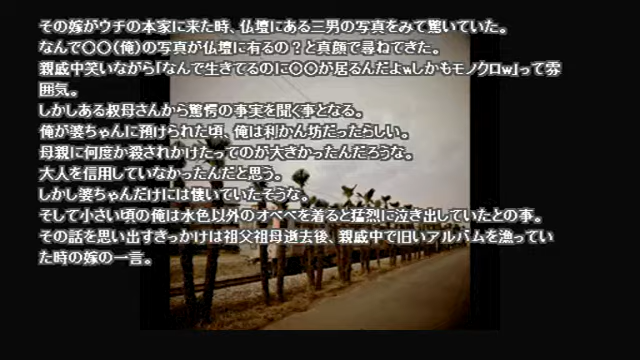 その嫁がウチの本家に来た時、仏壇にある三男の写真をみて驚いていた。
なんで〇〇（俺）の写真が仏壇に有るの？と真顔で尋ねてきた。
親戚中笑いながら「なんで生きてるのに〇〇が居るんだよwしかもモノクロw」って雰
囲気。
しかしある叔母さんから驚愕の事実を聞く事となる。
俺が婆ちゃんに預けられた頃、俺は利かん坊だったらしい。
母親に何度か殺されかけたってのが大きかったんだろうな。
大人を信用していなかったんだと思う。
しかし婆ちゃんだけには懐いていたそうな。
そして小さい頃の俺は水色以外のオベベを着ると猛烈に泣き出していたとの事。
その話を思い出すきっかけは祖父祖母逝去後、親戚中で旧いアルバムを漁ってい
た時の嫁の一言。